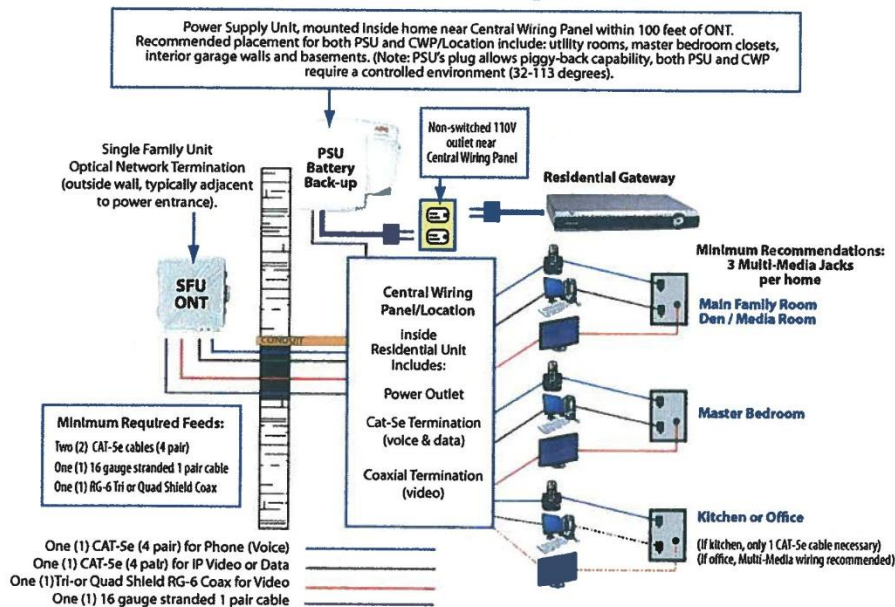 Power Supply Unit, mounted Inside home near Central Wiring Panel within 100 feet of ONT.
Recommended placement for both PSU and CWP/Location include: utility rooms, master bedroom closets,
interior garage walls and basements. (Note: PSU's plug allows piggy-back capability, both PSU and CWP
require a controlled environment (32-113 degrees).
Single Family Unit
Optical Network Termination
(outside wall, typically adjacent
to power entrance).
PSU
Battery
Back-up
Non-switched 110V
outlet near
Central Wiring Panel
Residential Gateway
SFU
ONT
CONDUIT
Central Wiring
Panel/Location
inside
Residential Unit
Includes:
Power Outlet
Cat-5e Termination
(voice & data)
Coaxial Termination
(video)
Minimum Recommendations:
3 Multi-Media Jacks
per home
Main Family Room
Den / Media Room
Master Bedroom
Kitchen or Office
(If kitchen, only 1 CAT-5e cable necessary)
(If office, Multi-Media wiring recommended)
Minimum Required Feeds:
Two (2) CAT-5e cables (4 pair)
One (1) 16 gauge stranded 1 pair cable
One (1) RG-6 Tri or Quad Shield Coax
One (1) CAT-5e (4 pair) for Phone (Voice)
One (1) CAT-5e (4 pair) for IP Video or Data
One (1)Tri-or Quad Shield RG-6 Coax for Video
One (1) 16 gauge stranded 1 pair cable